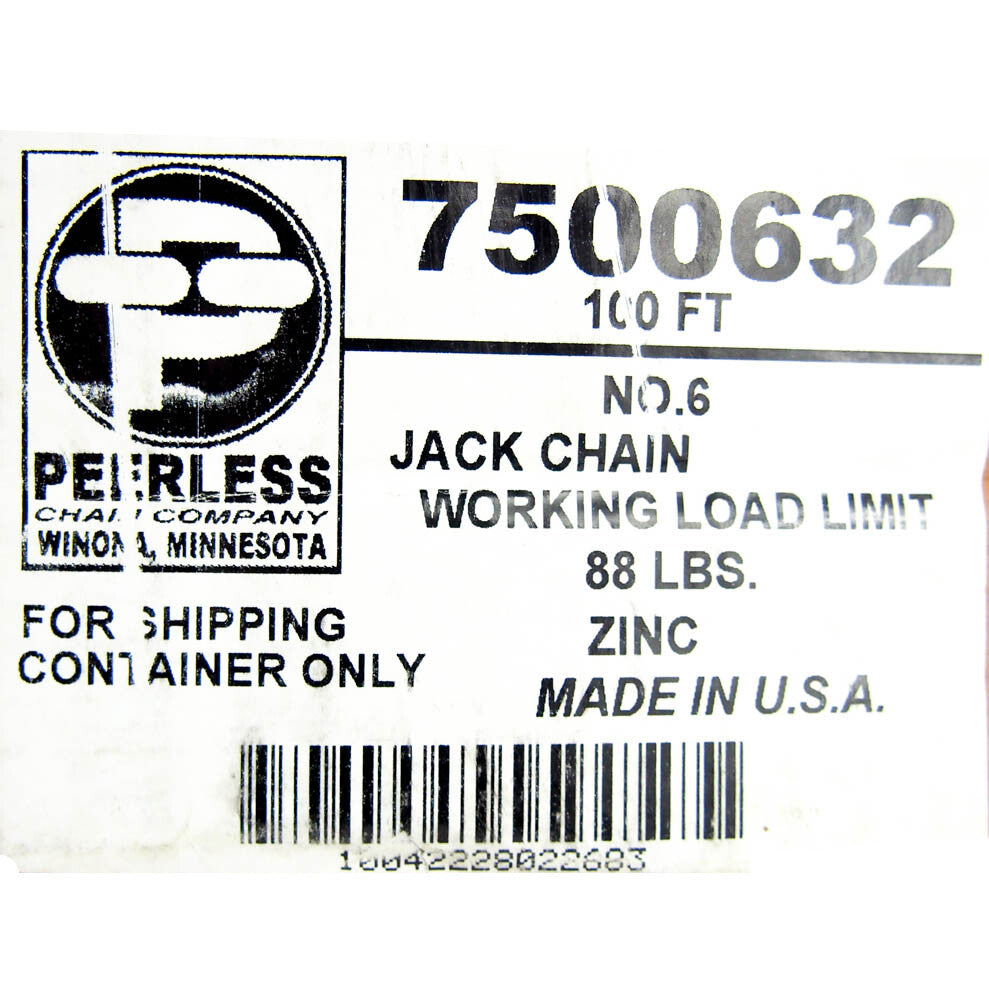 PEERLESS
CHAIN COMPANY
WINONA, MINNESOTA
7500632
100 FT
NO.6
JACK CHAIN
WORKING LOAD LIMIT
88 LBS.
ZINC
MADE IN U.S.A.
FOR SHIPPING
CONTAINER ONLY
10042228022683